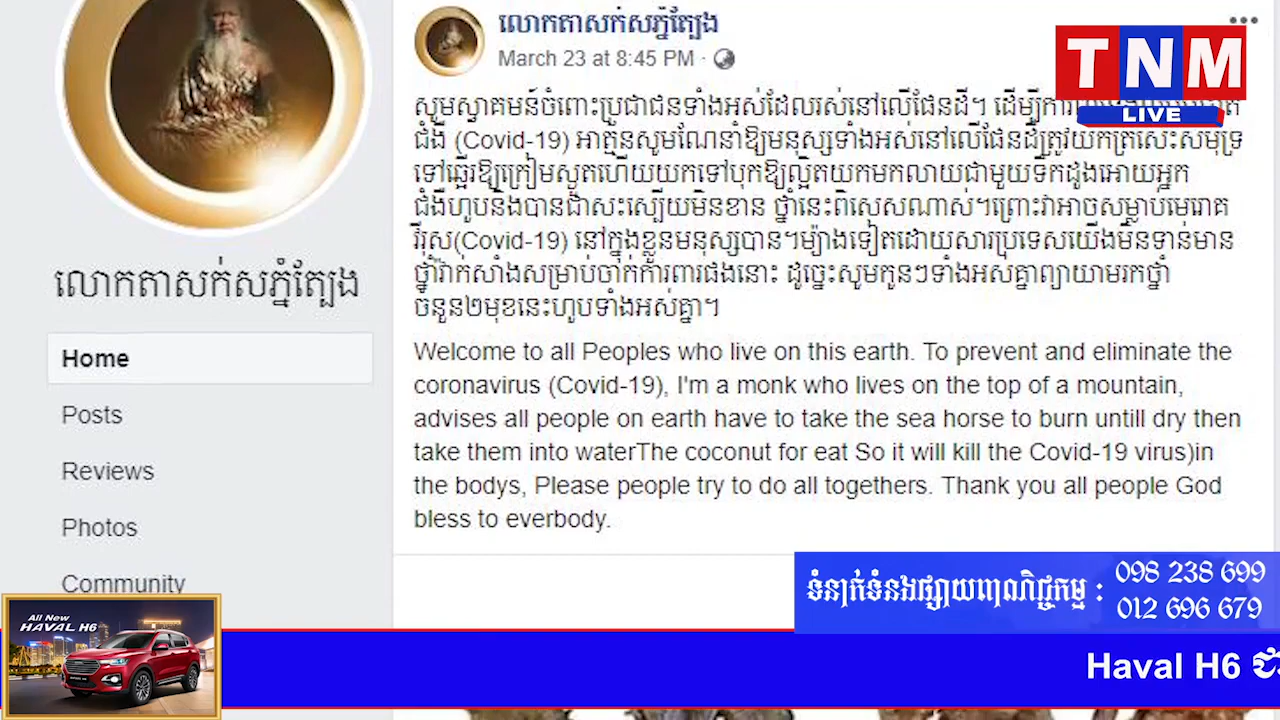 លោកតាសក់សភ្នំត្បែង
March 23 at 8:45 PM ·
TNM
LIVE
សូមស្វាគមន៍ចំពោះប្រជាជនទាំងអស់ដែលរស់នៅលើផែនដី។ ដើម្បីការ
ជំងឺ (Covid-19) អាត្មនសូមណែនាំឱ្យមនុស្សទាំងអស់នៅលើផែនដីត្រូវយកត្រីសេះសមុទ្រ
ទៅឆ្អើរឱ្យក្រៀមស្ងួតហើយយកទៅបុកឱ្យល្អិតយកមកលាយជាមួយទឹកដូងអោយអ្នក
ជំងឺហូបនិងបានជាសះស្បើយមិនខាន ថ្នាំនេះពិសេសណាស់។ព្រោះវាអាចសម្លាប់មេរោគ
វីរុស(Covid-19) នៅក្នុងខ្លួនមនុស្សបាន។ម្យ៉ាងទៀតដោយសារប្រទេសយើងមិនទាន់មាន
ថ្នាំវ៉ាក់សាំងសម្រាប់ចាក់ការពារផងនោះ ដូច្នេះសូមកូនៗទាំងអស់គ្នាព្យាយាមរកថ្នាំ
ចំនួន២មុខនេះហូបទាំងអស់គ្នា។
Welcome to all Peoples who live on this earth. To prevent and eliminate the
coronavirus (Covid-19), I'm a monk who lives on the top of a mountain,
advises all people on earth have to take the sea horse to burn untill dry then
take them into waterThe coconut for eat So it will kill the Covid-19 virus)in
the bodys, Please people try to do all togethers. Thank you all people God
bless to everbody.
លោកតាសក់សភ្នំត្បែង
Home
Posts
Reviews
Photos
Community
ទំនាក់ទំនងផ្សាយពាណិជ្ជកម្ម :
098 238 699
012 696 679
All New
HAVAL H6
Haval H6 ជា